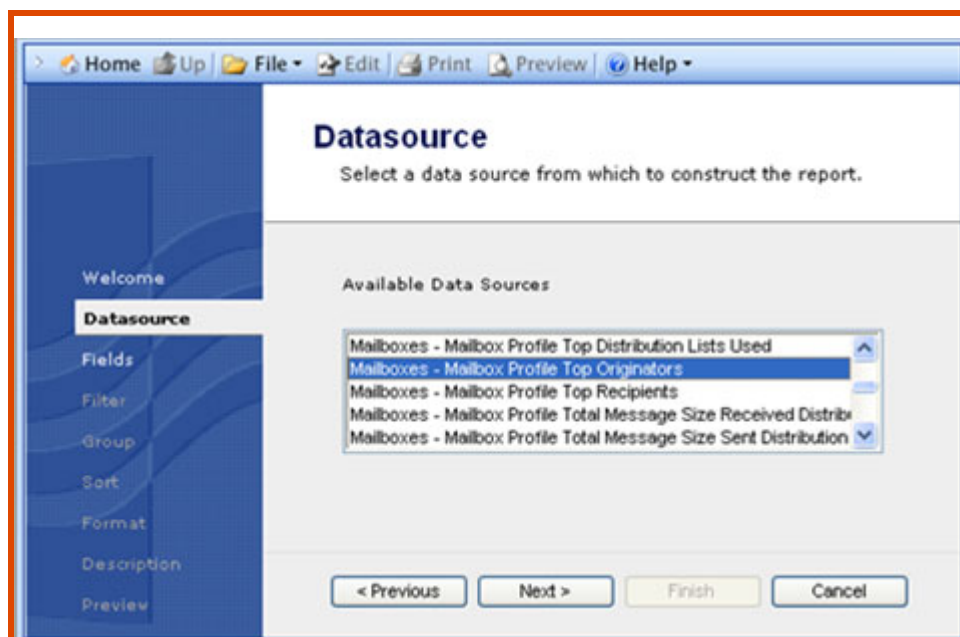 Home Up File Edit Print Preview Help
Datasource
Select a data source from which to construct the report.
Welcome
Datasource
Fields
Filter
Group
Sort
Format
Description
Preview
Available Data Sources
Mailboxes - Mailbox Profile Top Distribution Lists Used
Mailboxes - Mailbox Profile Top Originators
Mailboxes - Mailbox Profile Top Recipients
Mailboxes - Mailbox Profile Total Message Size Received Distrib
Mailboxes - Mailbox Profile Total Message Size Sent Distribution
< Previous Next > Finish Cancel